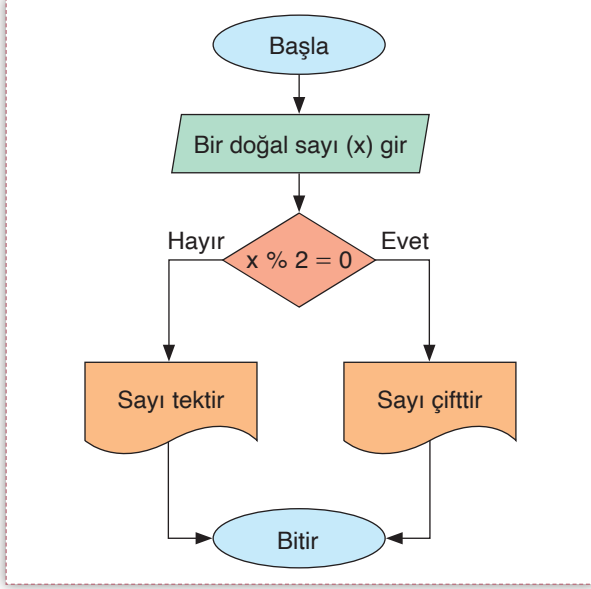 Başla
Bir doğal sayı (x) gir
Hayır
Evet
x % 2 = 0
Sayı tektir
Sayı çifttir
Bitir